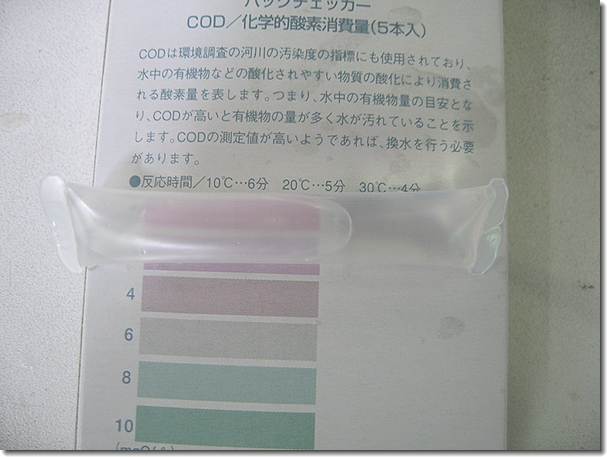 パックチェッカー
COD／化学的酸素消費量(5本入)
CODは環境調査の河川の汚染度の指標にも使用されており、
水中の有機物などの酸化されやすい物質の酸化により消費さ
れる酸素量を表します。つまり、水中の有機物量の目安とな
り、CODが高いと有機物の量が多く水が汚れていることを示
します。CODの測定値が高いようであれば、換水を行う必要
があります。
●反応時間／10℃…6分 20℃…5分 30℃…4分
4
6
8
10
(mgO/ℓ)